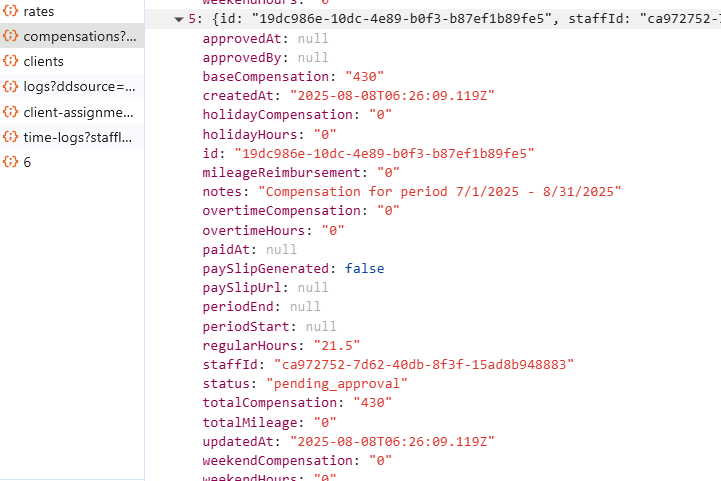 rates
compensations?...
clients
logs?ddsource=...
client-assignme...
time-logs?staffI...
6
weekendHours: "0"
5: {id: "19dc986e-10dc-4e89-b0f3-b87ef1b89fe5", staffId: "ca972752-7
approvedAt: null
approvedBy: null
baseCompensation: "430"
createdAt: "2025-08-08T06:26:09.119Z"
holidayCompensation: "0"
holidayHours: "0"
id: "19dc986e-10dc-4e89-b0f3-b87ef1b89fe5"
mileageReimbursement: "0"
notes: "Compensation for period 7/1/2025 - 8/31/2025"
overtimeCompensation: "0"
overtimeHours: "0"
paidAt: null
paySlipGenerated: false
paySlipUrl: null
periodEnd: null
periodStart: null
regularHours: "21.5"
staffId: "ca972752-7d62-40db-8f3f-15ad8b948883"
status: "pending_approval"
totalCompensation: "430"
totalMileage: "0"
updatedAt: "2025-08-08T06:26:09.119Z"
weekendCompensation: "0"
weekendHours: "0"